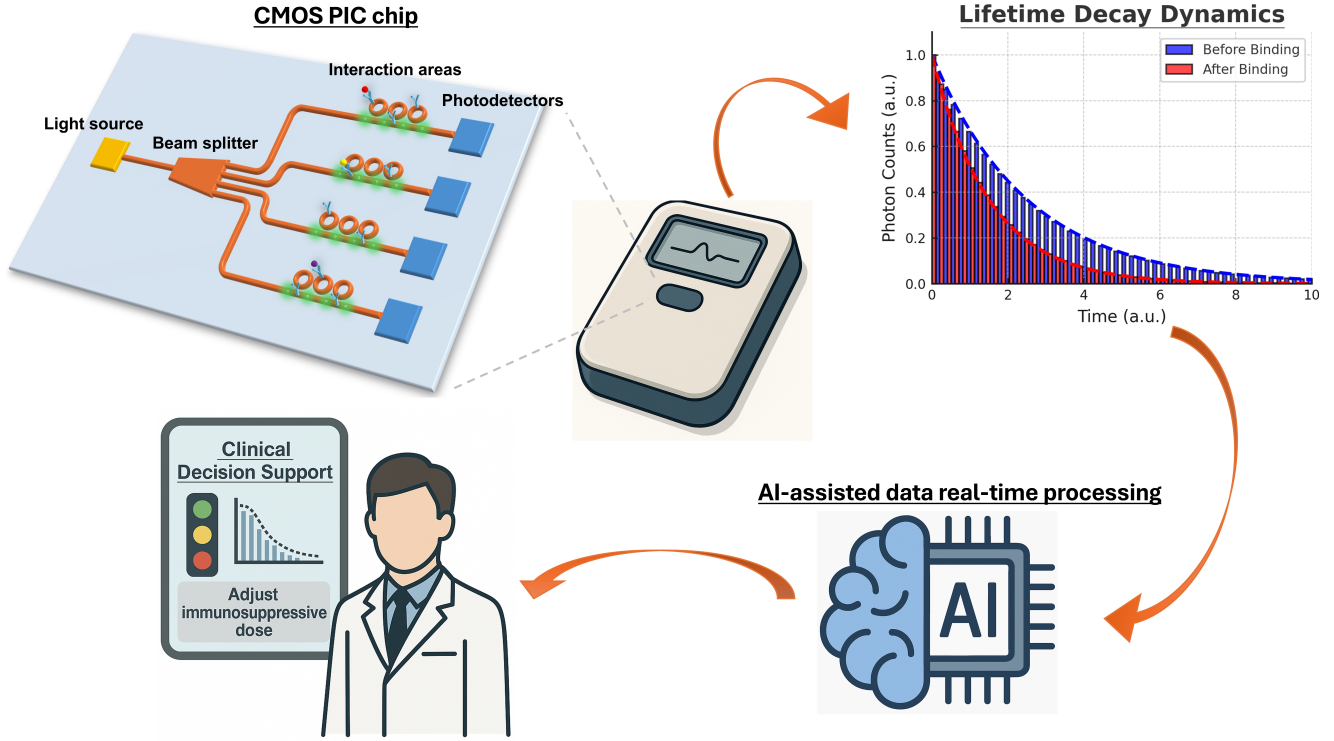 CMOS PIC chip
Interaction areas
Photodetectors
Light source
Beam splitter
Lifetime Decay Dynamics
Before Binding
After Binding
Photon Counts (a.u.)
1.0
0.8
0.6
0.4
0.2
0.0
0
2
4
6
8
10
Time (a.u.)
AI-assisted data real-time processing
AI
Clinical
Decision Support
Adjust
immunosuppressive
dose